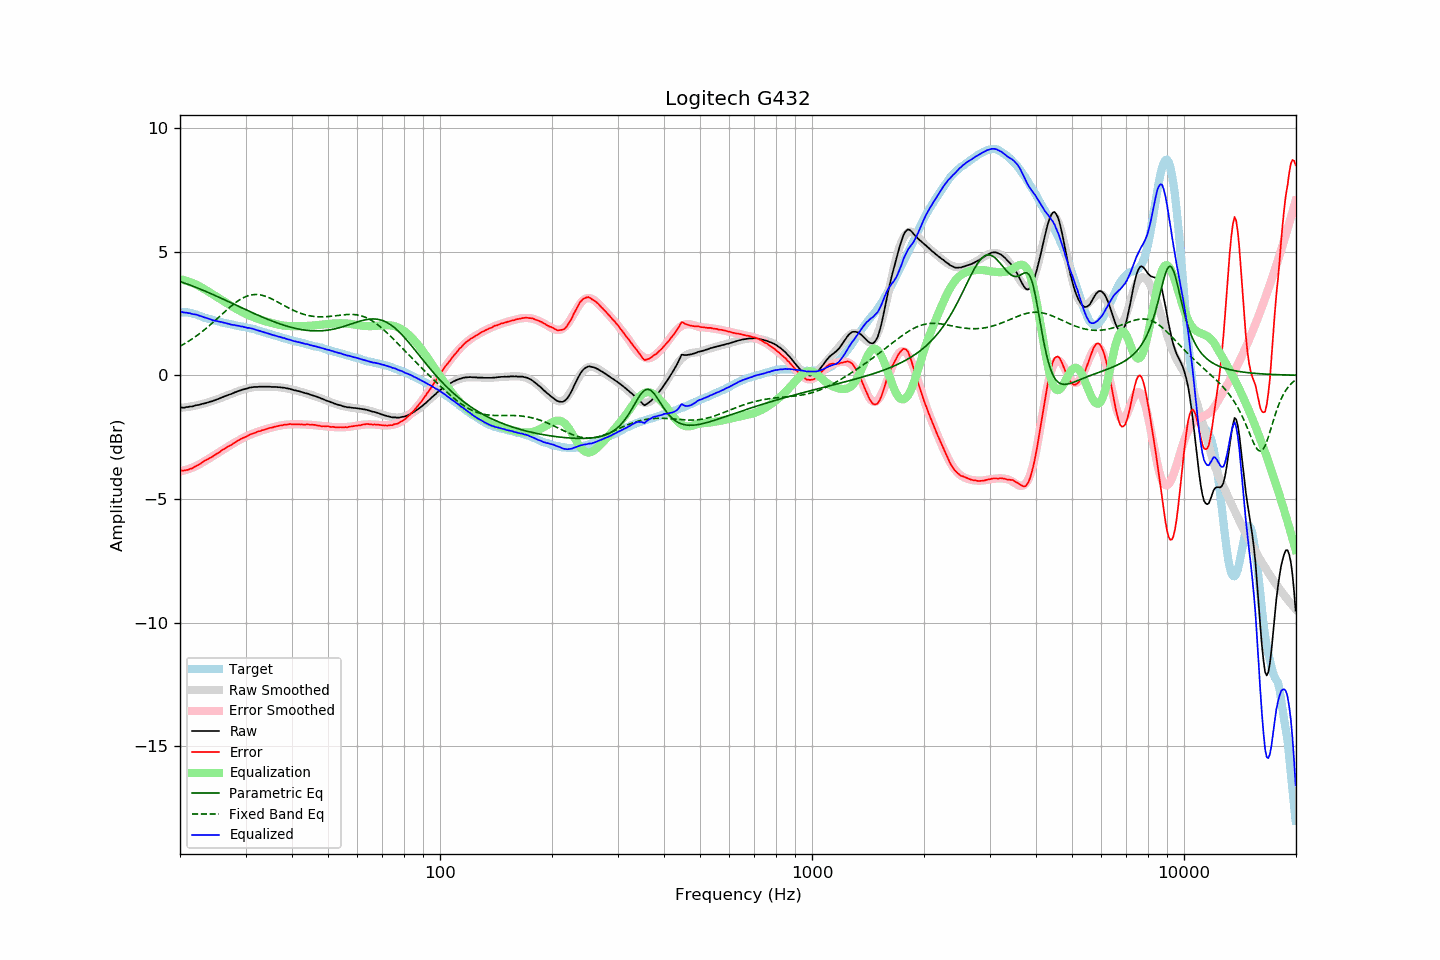 Logitech G432
10
5
0
−5
−10
−15
Amplitude (dBr)
Target
Raw Smoothed
Error Smoothed
Raw
Error
Equalization
Parametric Eq
Fixed Band Eq
Equalized
100
1000
10000
Frequency (Hz)